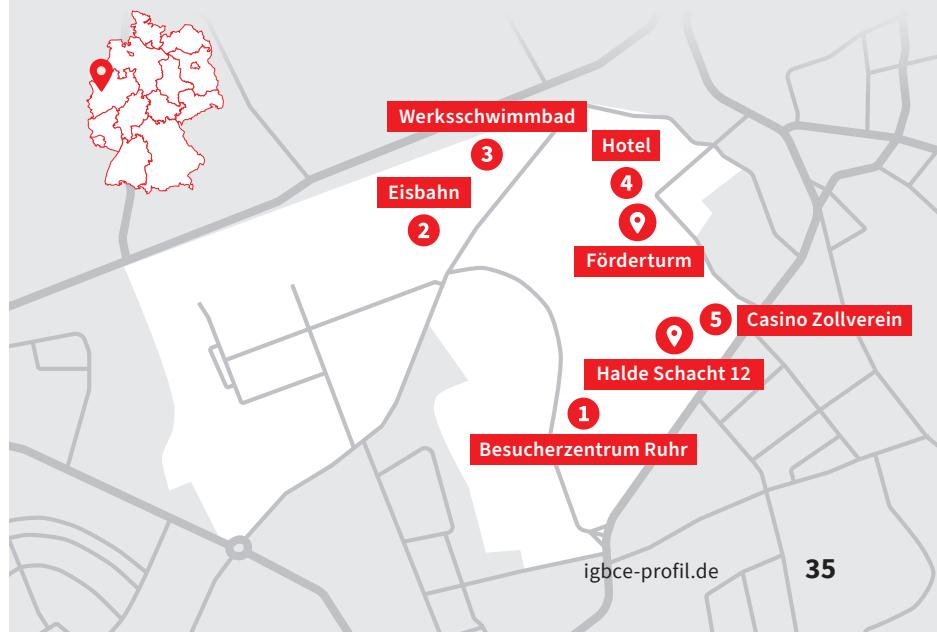 Werksschwimmbad
3
Hotel
4
Eisbahn
2
Förderturm
5
Casino Zollverein
Halde Schacht 12
1
Besucherzentrum Ruhr
igbce-profil.de
35